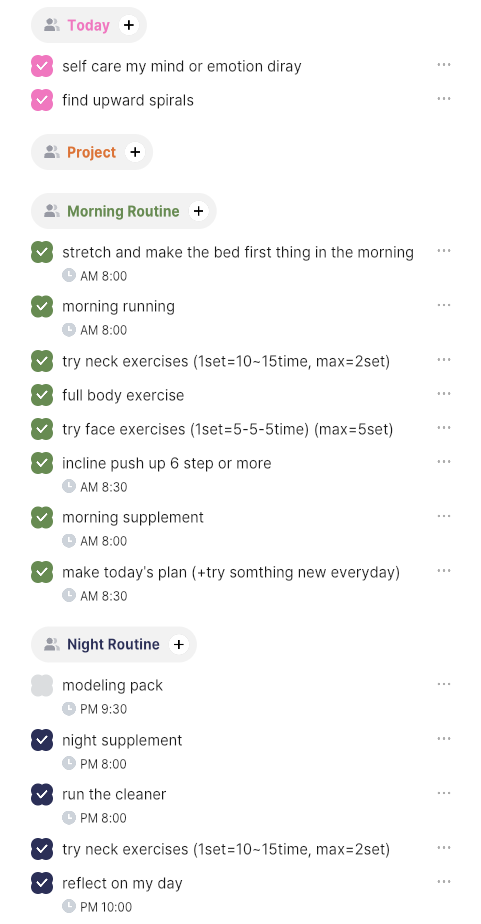 Today +
self care my mind or emotion diray
find upward spirals
Project +
Morning Routine +
stretch and make the bed first thing in the morning
AM 8:00
morning running
AM 8:00
try neck exercises (1set=10~15time, max=2set)
full body exercise
try face exercises (1set=5-5-5time) (max=5set)
incline push up 6 step or more
AM 8:30
morning supplement
AM 8:00
make today's plan (+try somthing new everyday)
AM 8:30
Night Routine +
modeling pack
PM 9:30
night supplement
PM 8:00
run the cleaner
PM 8:00
try neck exercises (1set=10~15time, max=2set)
reflect on my day
PM 10:00